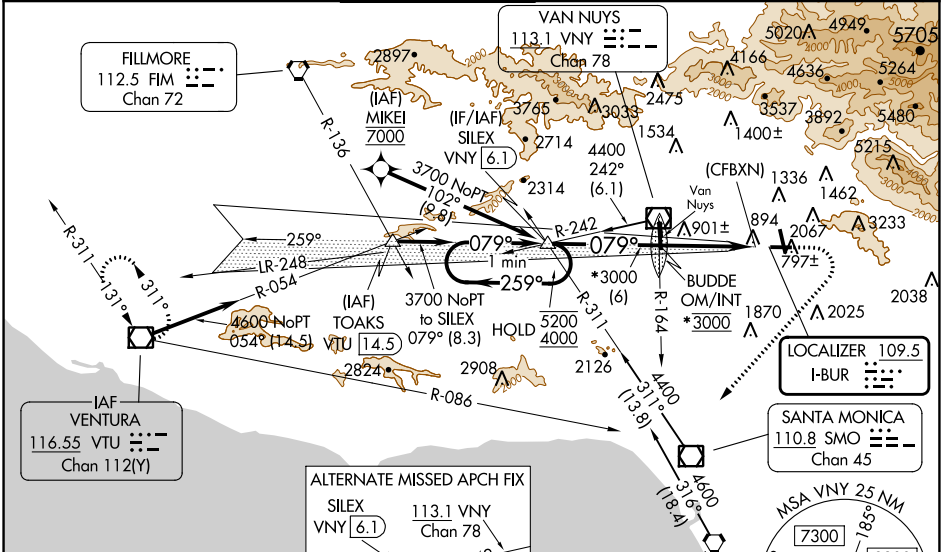 VAN NUYS
113.1 VNY
Chan 78
FILLMORE
112.5 FIM
Chan 72
2897
5020
4949
5705
4166
4636
5264
(IAF)
MIKEI
7000
3765
3033
2475
3537
5480
3892
(IF/IAF)
SILEX
VNY 6.1
2714
1534
1400±
5215
R-136
4400
242°
(6.1)
(CFBXN)
3700 NoPT
102°
(9.8)
2314
Van
Nuys
1336
1462
R-242
901±
894
2067
3233
797±
259°
079°
079°
1 min
259°
LR-248
R-311
R-054
*3000
(6)
BUDDE
OM/INT
*3000
2038
131°
311°
(IAF)
TOAKS
VTU 14.5
3700 NoPT
to SILEX
079° (8.3)
HOLD
5200
4000
R-311
R-164
1870
2025
4600 NoPT
054° (14.5)
2824
2908
2126
LOCALIZER 109.5
I-BUR
R-086
4400
311°
(13.8)
IAF
VENTURA
116.55 VTU
Chan 112(Y)
SANTA MONICA
110.8 SMO
Chan 45
4600
316°
(18.4)
ALTERNATE MISSED APCH FIX
SILEX
VNY 6.1
113.1 VNY
Chan 78
MSA VNY 25 NM
7300
185°